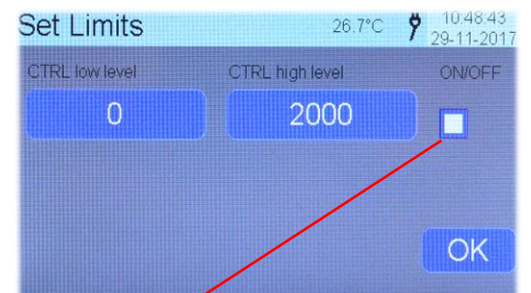 Set Limits 26.7°C 10:48:43
29-11-2017
CTRL low level CTRL high level ON/OFF
0 2000
OK